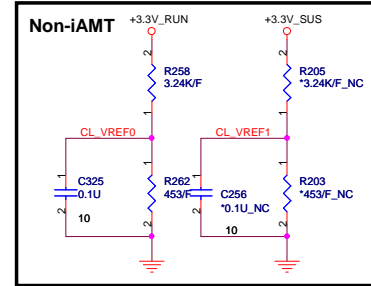 Non-iAMT
+3.3V_RUN
+3.3V_SUS
2
2
R258
3.24K/F
R205
*3.24K/F_NC
1
1
CL_VREF0
CL_VREF1
1
1
1
1
C325
0.1U
R262
453/F
C256
*0.1U_NC
R203
*453/F_NC
2
2
2
2
10
10